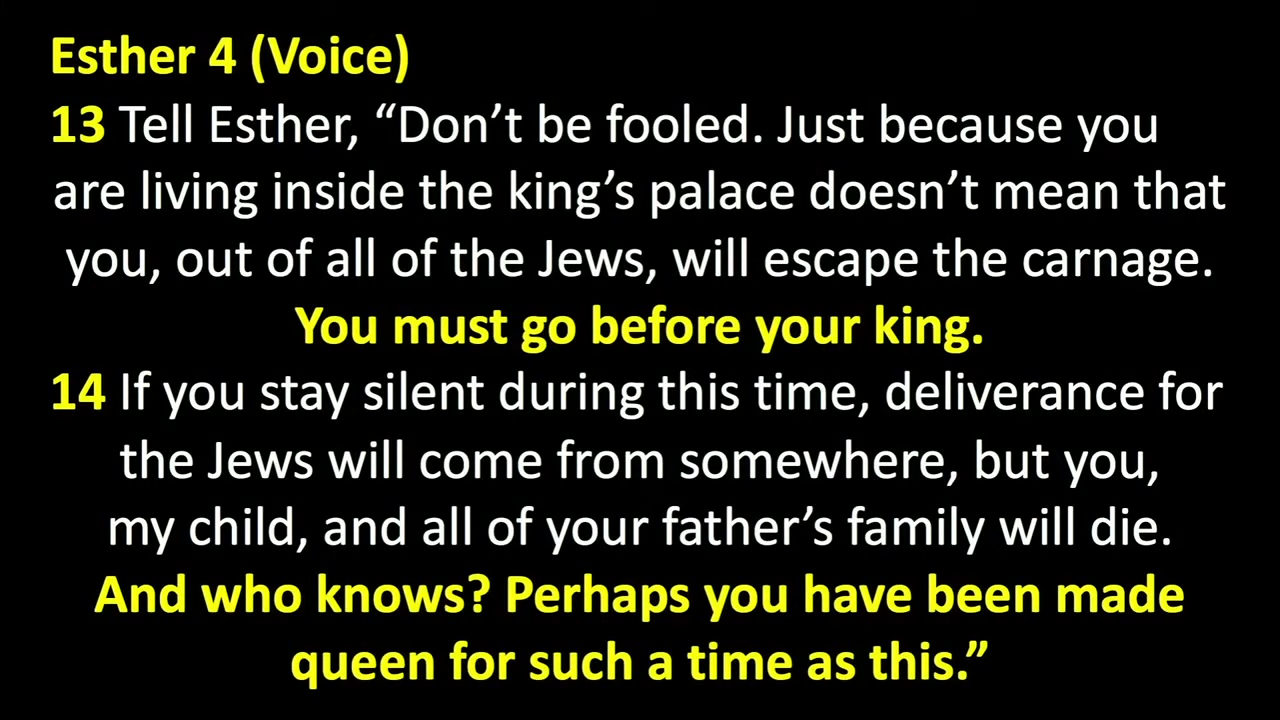 Esther 4 (Voice)
13 Tell Esther, “Don’t be fooled. Just because you
are living inside the king’s palace doesn’t mean that
you, out of all of the Jews, will escape the carnage.
You must go before your king.
14 If you stay silent during this time, deliverance for
the Jews will come from somewhere, but you,
my child, and all of your father’s family will die.
And who knows? Perhaps you have been made
queen for such a time as this.”